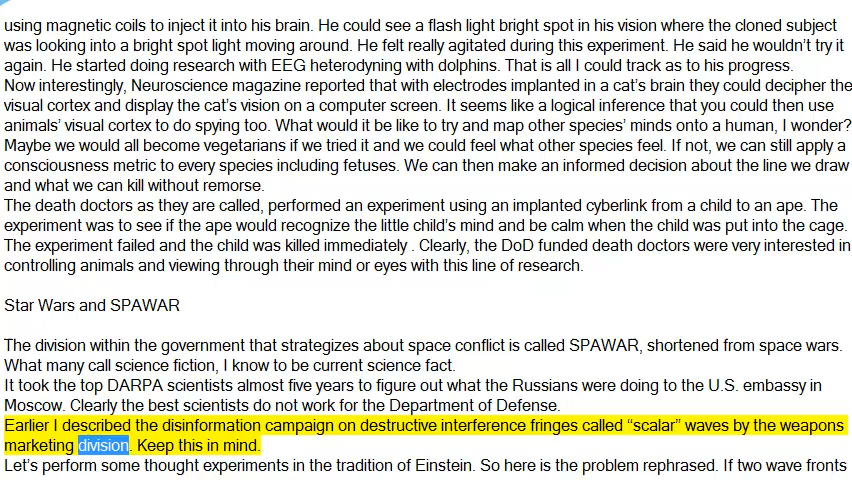 using magnetic coils to inject it into his brain. He could see a flash light bright spot in his vision where the cloned subject
was looking into a bright spot light moving around. He felt really agitated during this experiment. He said he wouldn’t try it
again. He started doing research with EEG heterodyning with dolphins. That is all I could track as to his progress.
Now interestingly, Neuroscience magazine reported that with electrodes implanted in a cat’s brain they could decipher the
visual cortex and display the cat’s vision on a computer screen. It seems like a logical inference that you could then use
animals’ visual cortex to do spying too. What would it be like to try and map other species’ minds onto a human, I wonder?
Maybe we would all become vegetarians if we tried it and we could feel what other species feel. If not, we can still apply a
consciousness metric to every species including fetuses. We can then make an informed decision about the line we draw
and what we can kill without remorse.
The death doctors as they are called, performed an experiment using an implanted cyberlink from a child to an ape. The
experiment was to see if the ape would recognize the little child’s mind and be calm when the child was put into the cage.
The experiment failed and the child was killed immediately . Clearly, the DoD funded death doctors were very interested in
controlling animals and viewing through their mind or eyes with this line of research.
Star Wars and SPAWAR
The division within the government that strategizes about space conflict is called SPAWAR, shortened from space wars.
What many call science fiction, I know to be current science fact.
It took the top DARPA scientists almost five years to figure out what the Russians were doing to the U.S. embassy in
Moscow. Clearly the best scientists do not work for the Department of Defense.
Earlier I described the disinformation campaign on destructive interference fringes called “scalar” waves by the weapons
marketing division. Keep this in mind.
Let’s perform some thought experiments in the tradition of Einstein. So here is the problem rephrased. If two wave fronts